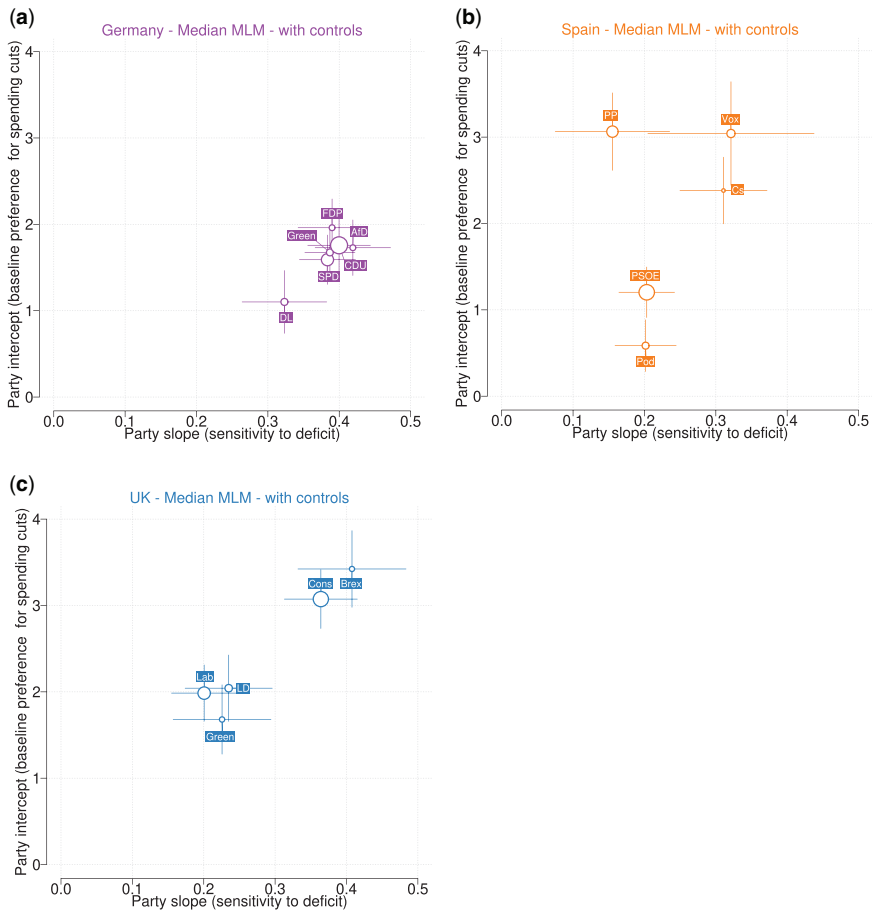 (a)
Germany - Median MLM - with controls
Party intercept (baseline preference for spending cuts)
4
3
2
1
0
FDP
AfD
Green
CDU
SPD
DL
0.0 0.1 0.2 0.3 0.4 0.5
Party slope (sensitivity to deficit)
(b)
Spain - Median MLM - with controls
Party intercept (baseline preference for spending cuts)
4
3
2
1
0
PP
Vox
Cs
PSOE
Pod
0.0 0.1 0.2 0.3 0.4 0.5
Party slope (sensitivity to deficit)
(c)
UK - Median MLM - with controls
Party intercept (baseline preference for spending cuts)
4
3
2
1
0
Cons
Brex
Lab
LD
Green
0.0 0.1 0.2 0.3 0.4 0.5
Party slope (sensitivity to deficit)